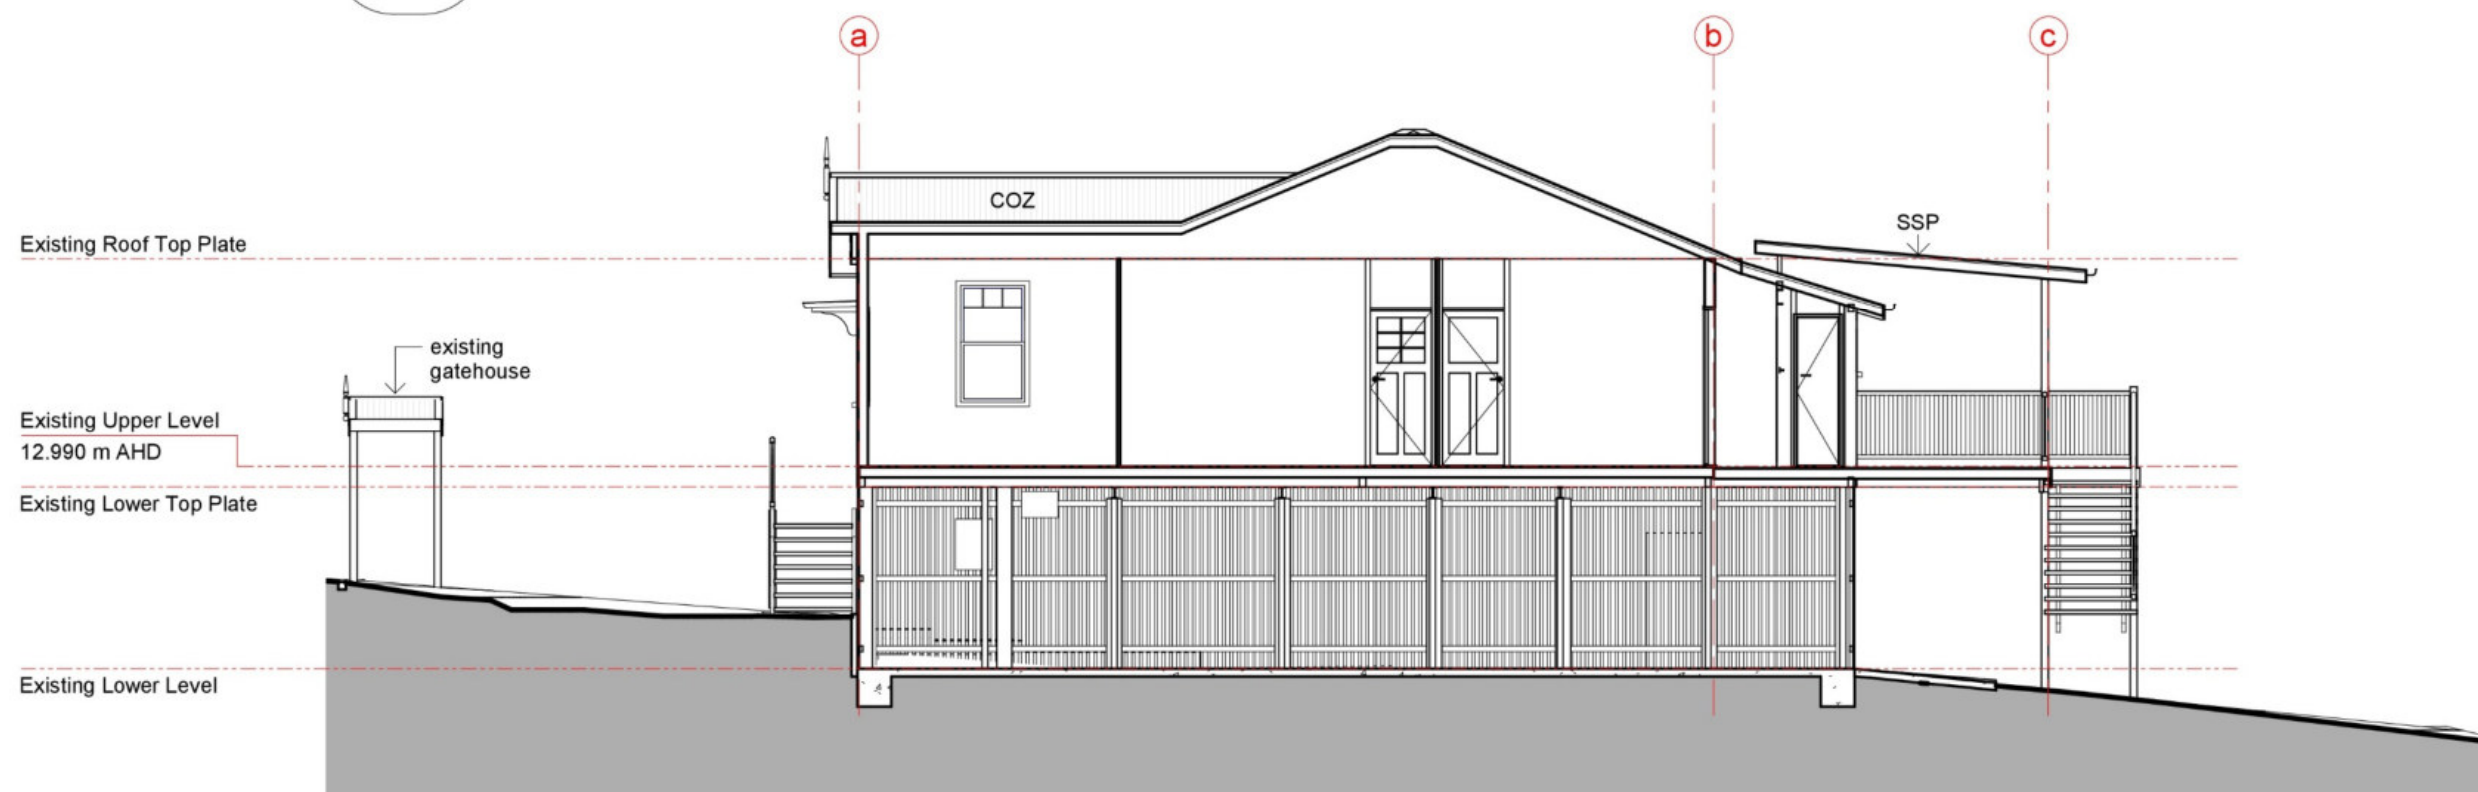 a
b
c
COZ
SSP
Existing Roof Top Plate
existing
gatehouse
Existing Upper Level
12.990 m AHD
Existing Lower Top Plate
Existing Lower Level